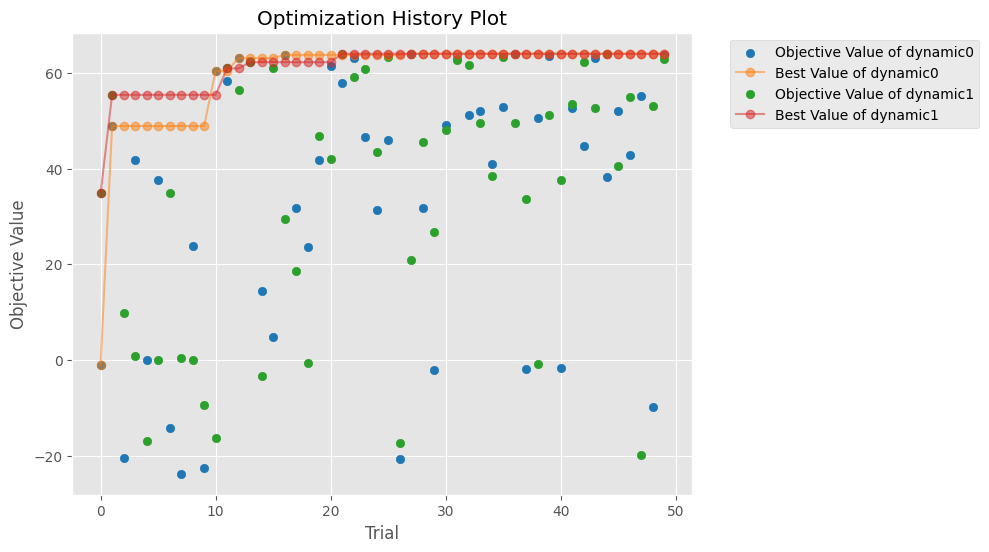 Optimization History Plot
Objective Value of dynamic0
Best Value of dynamic0
Objective Value of dynamic1
Best Value of dynamic1
Objective Value
60
40
20
0
−20
0
10
20
30
40
50
Trial